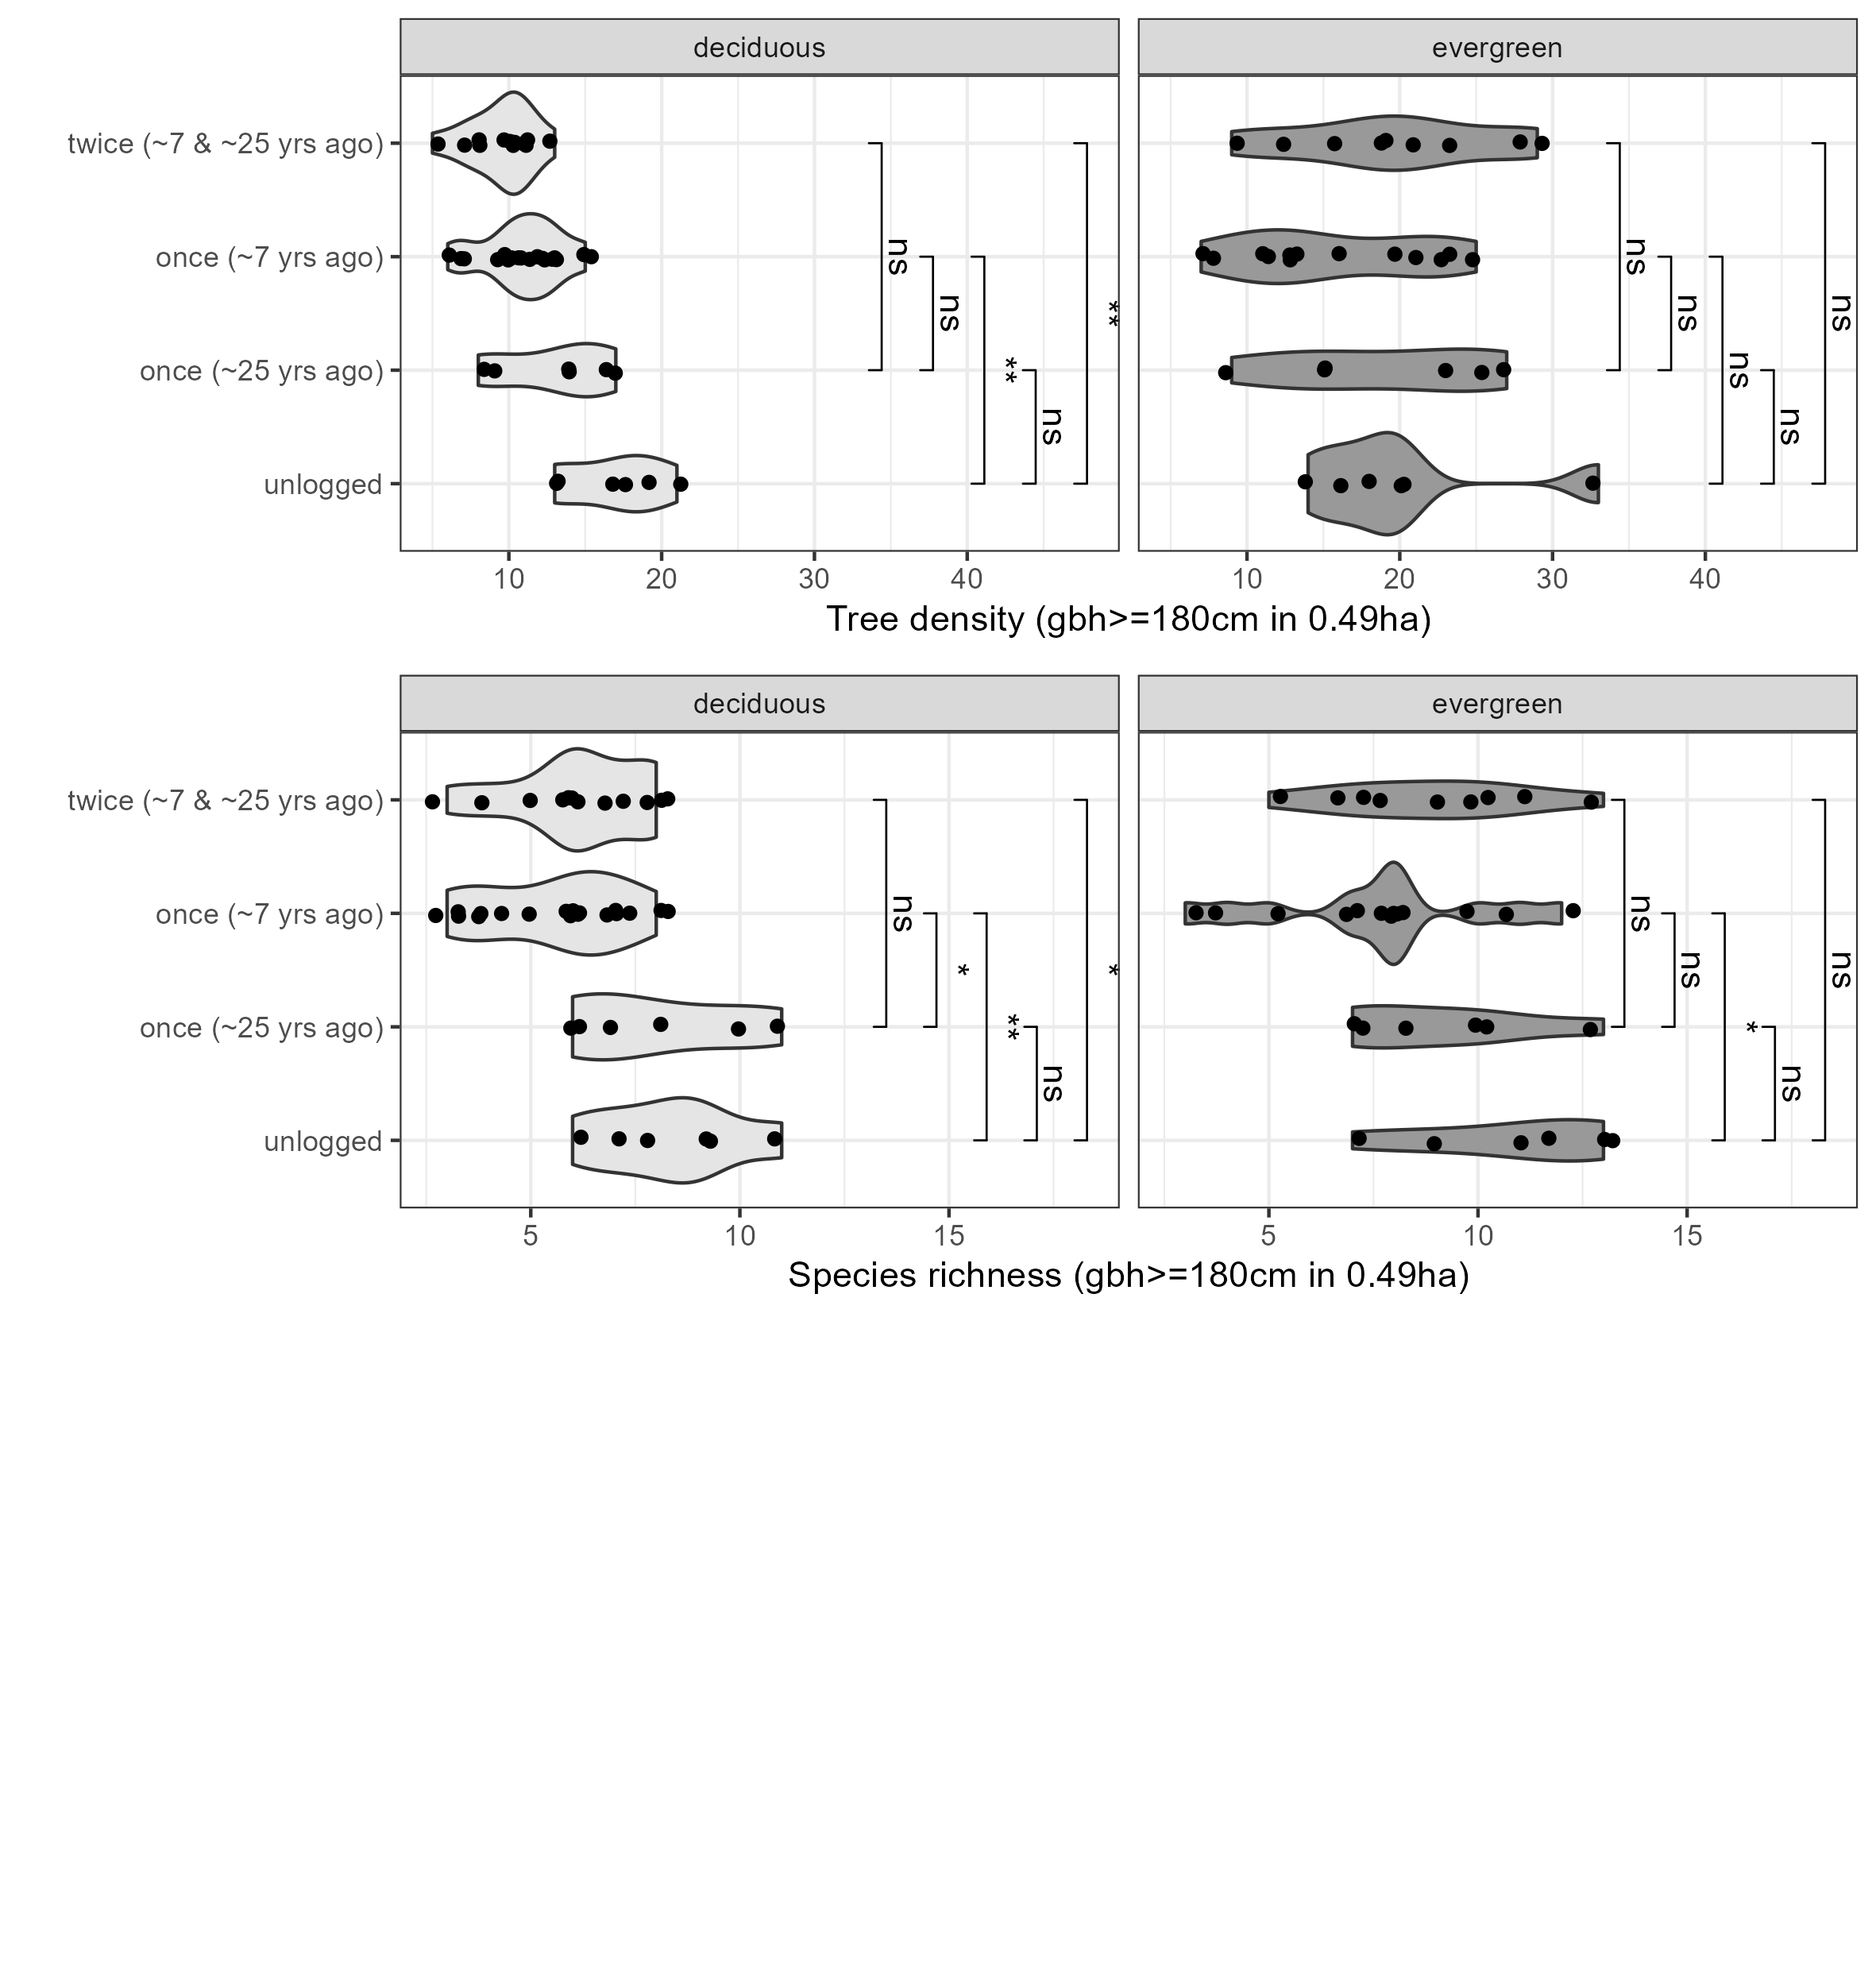 deciduous evergreen
twice (~7 & ~25 yrs ago)
ns ns
once (~7 yrs ago)
ns ** ns ns
once (~25 yrs ago)
** ns
ns ns
unlogged
10 20 30 40 10 20 30 40
Tree density (gbh>=180cm in 0.49ha)
deciduous evergreen
twice (~7 & ~25 yrs ago)
ns ns
once (~7 yrs ago)
* * ns ns
once (~25 yrs ago)
** *
ns ns
unlogged
5 10 15 5 10 15
Species richness (gbh>=180cm in 0.49ha)